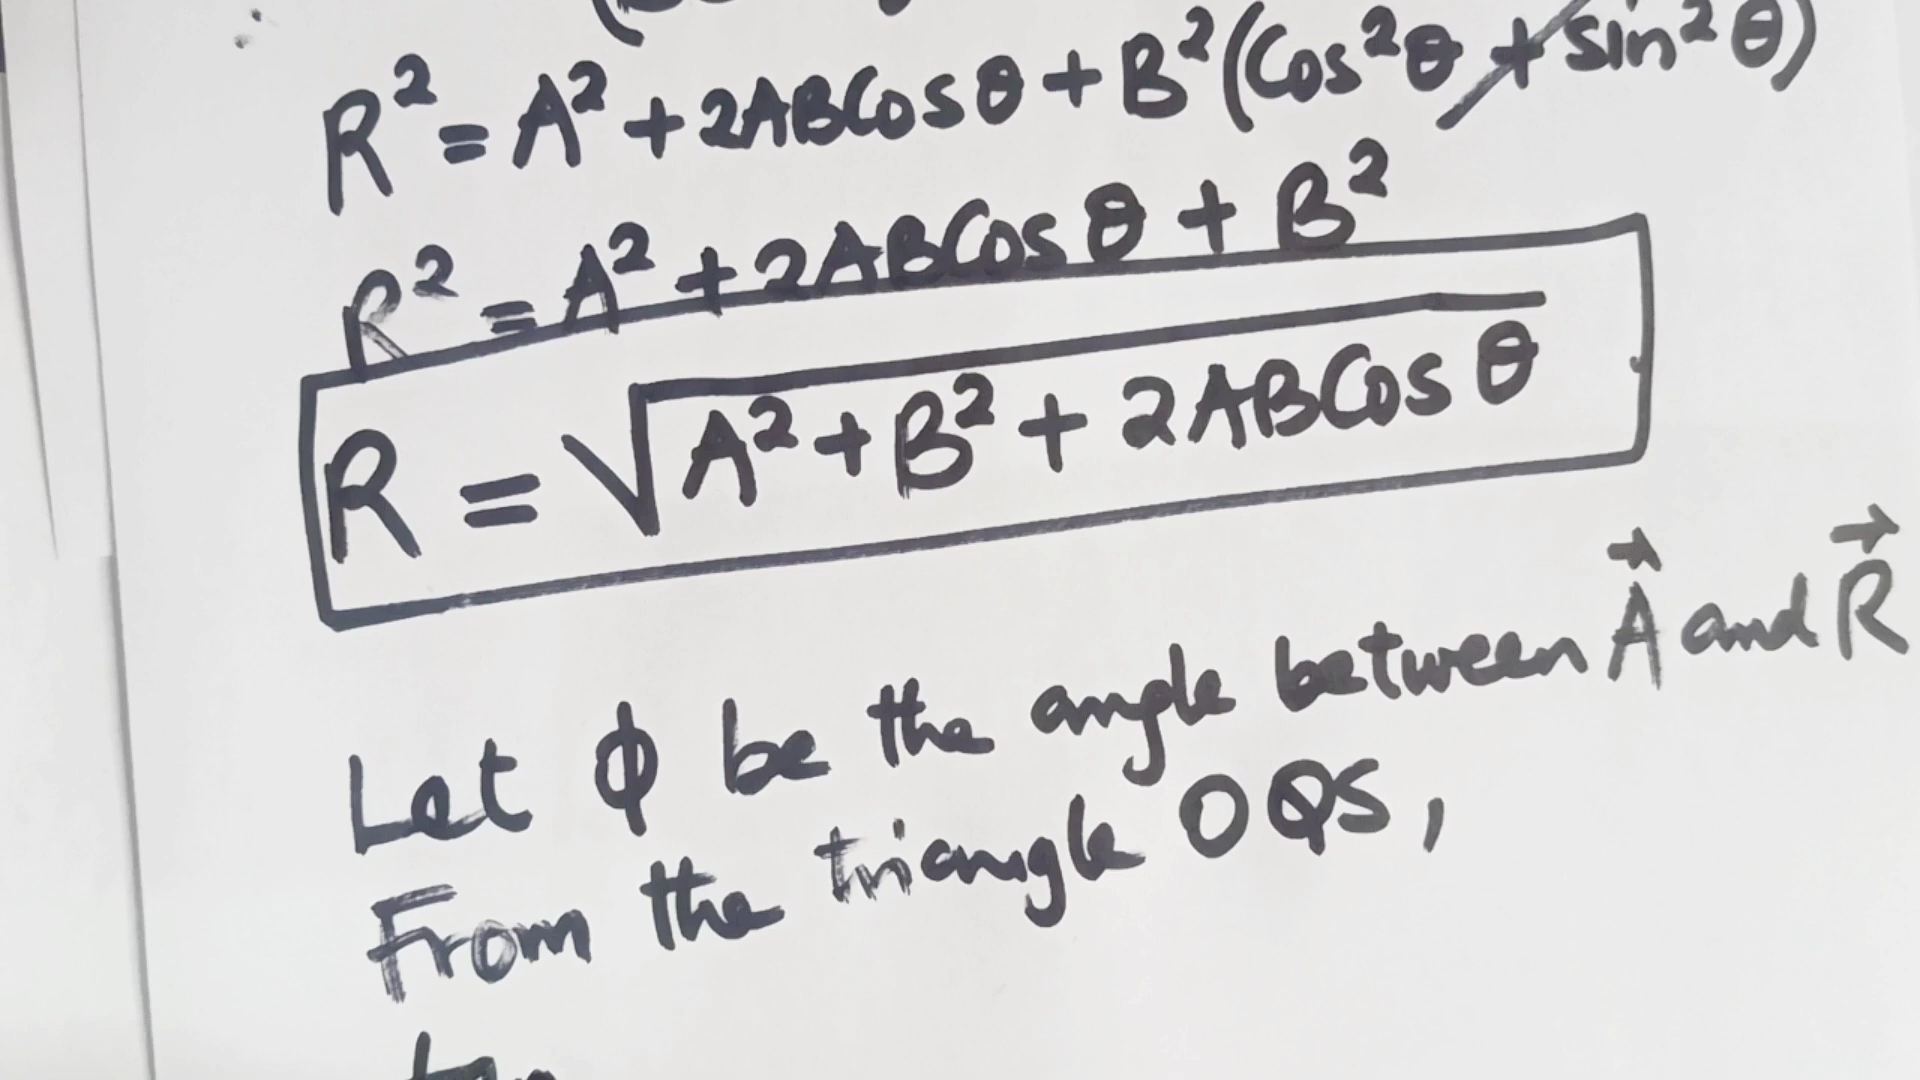 R² = A² + 2ABCosθ + B²(Cos²θ + Sin²θ)
R² = A² + 2ABCosθ + B²
R = √A² + B² + 2ABCosθ
Let ϕ be the angle between A⃗ and R⃗
From the triangle OQS,